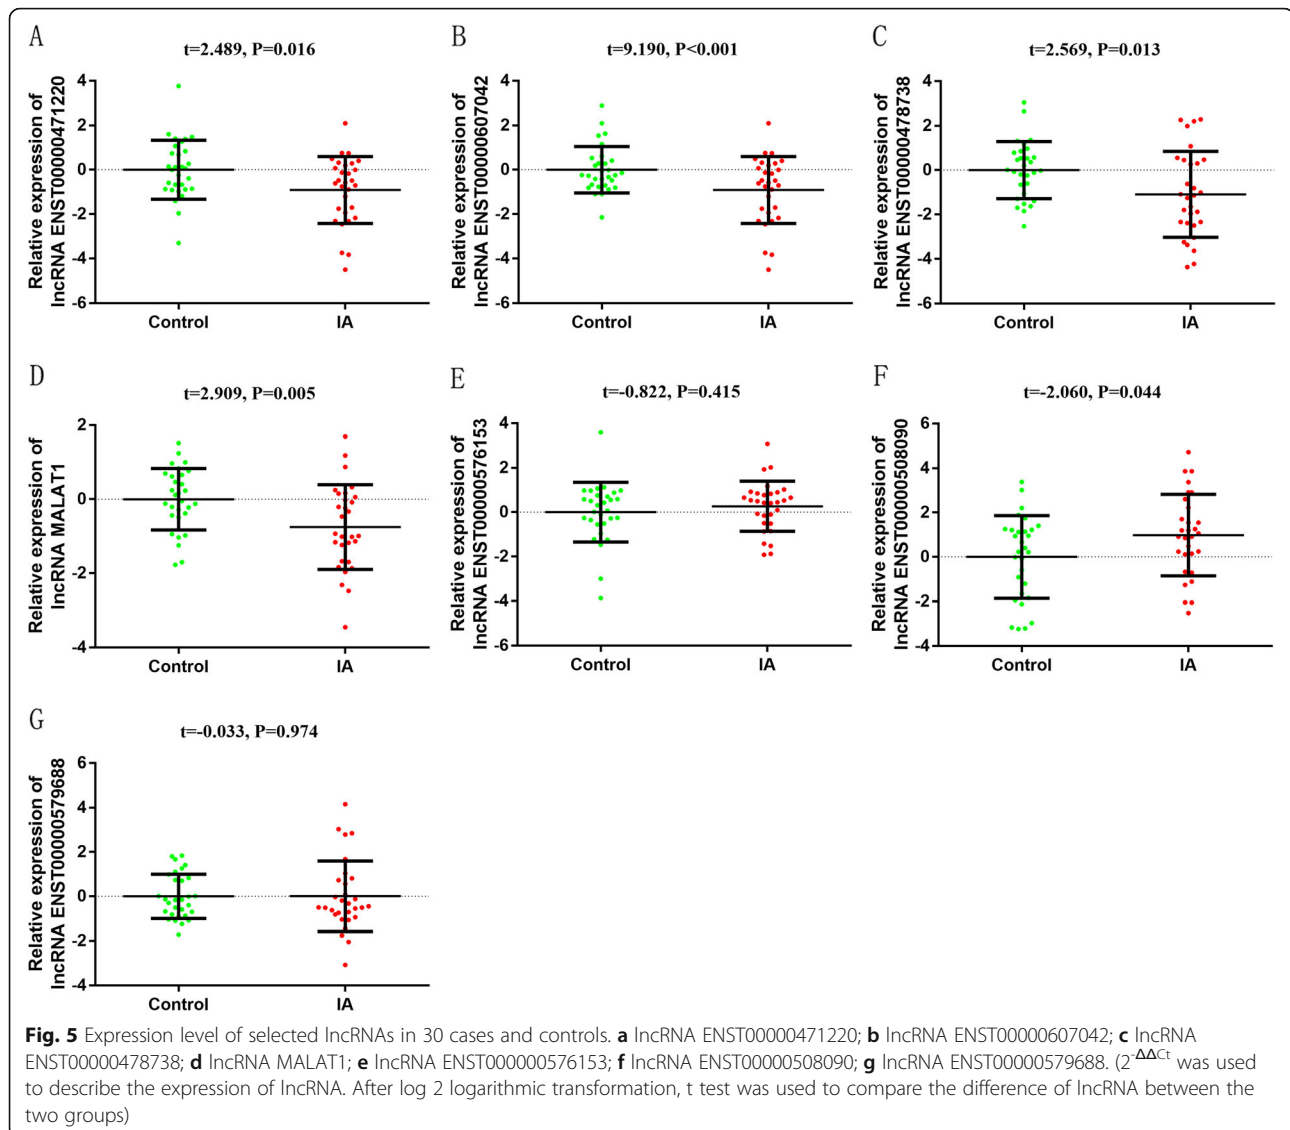 A
t=2.489, P=0.016
Relative expression of
lncRNA ENST00000471220
4
2
0
-2
-4
-6
Control IA
B
t=9.190, P<0.001
Relative expression of
lncRNA ENST00000607042
4
2
0
-2
-4
-6
Control IA
C
t=2.569, P=0.013
Relative expression of
lncRNA ENST00000478738
4
2
0
-2
-4
-6
Control IA
D
t=2.909, P=0.005
Relative expression of
lncRNA MALAT1
2
0
-2
-4
Control IA
E
t=-0.822, P=0.415
Relative expression of
lncRNA ENST00000576153
4
2
0
-2
-4
-6
Control IA
F
t=-2.060, P=0.044
Relative expression of
lncRNA ENST00000508090
6
4
2
0
-2
-4
Control IA
G
t=-0.033, P=0.974
Relative expression of
lncRNA ENST00000579688
6
4
2
0
-2
-4
Control IA
Fig. 5 Expression level of selected lncRNAs in 30 cases and controls. a lncRNA ENST00000471220; b lncRNA ENST00000607042; c lncRNA
ENST00000478738; d lncRNA MALAT1; e lncRNA ENST000000576153; f lncRNA ENST00000508090; g lncRNA ENST00000579688. (2-ΔΔCt was used
to describe the expression of lncRNA. After log 2 logarithmic transformation, t test was used to compare the difference of lncRNA between the
two groups)